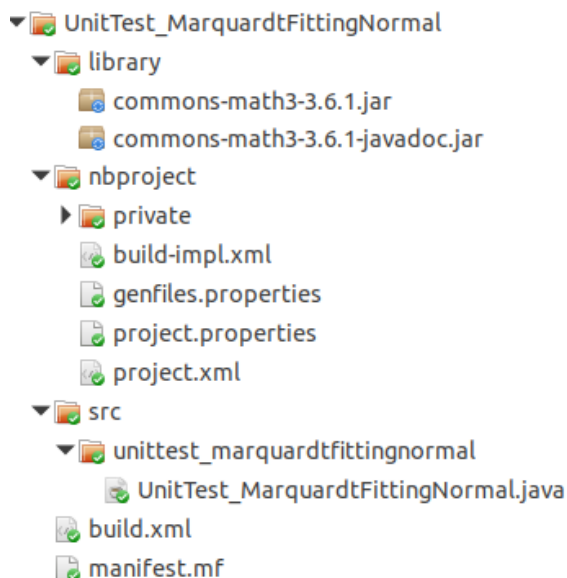 UnitTest_MarquardtFittingNormal
library
commons-math3-3.6.1.jar
commons-math3-3.6.1-javadoc.jar
nbproject
private
build-impl.xml
genfiles.properties
project.properties
project.xml
src
unittest_marquardtfittingnormal
UnitTest_MarquardtFittingNormal.java
build.xml
manifest.mf